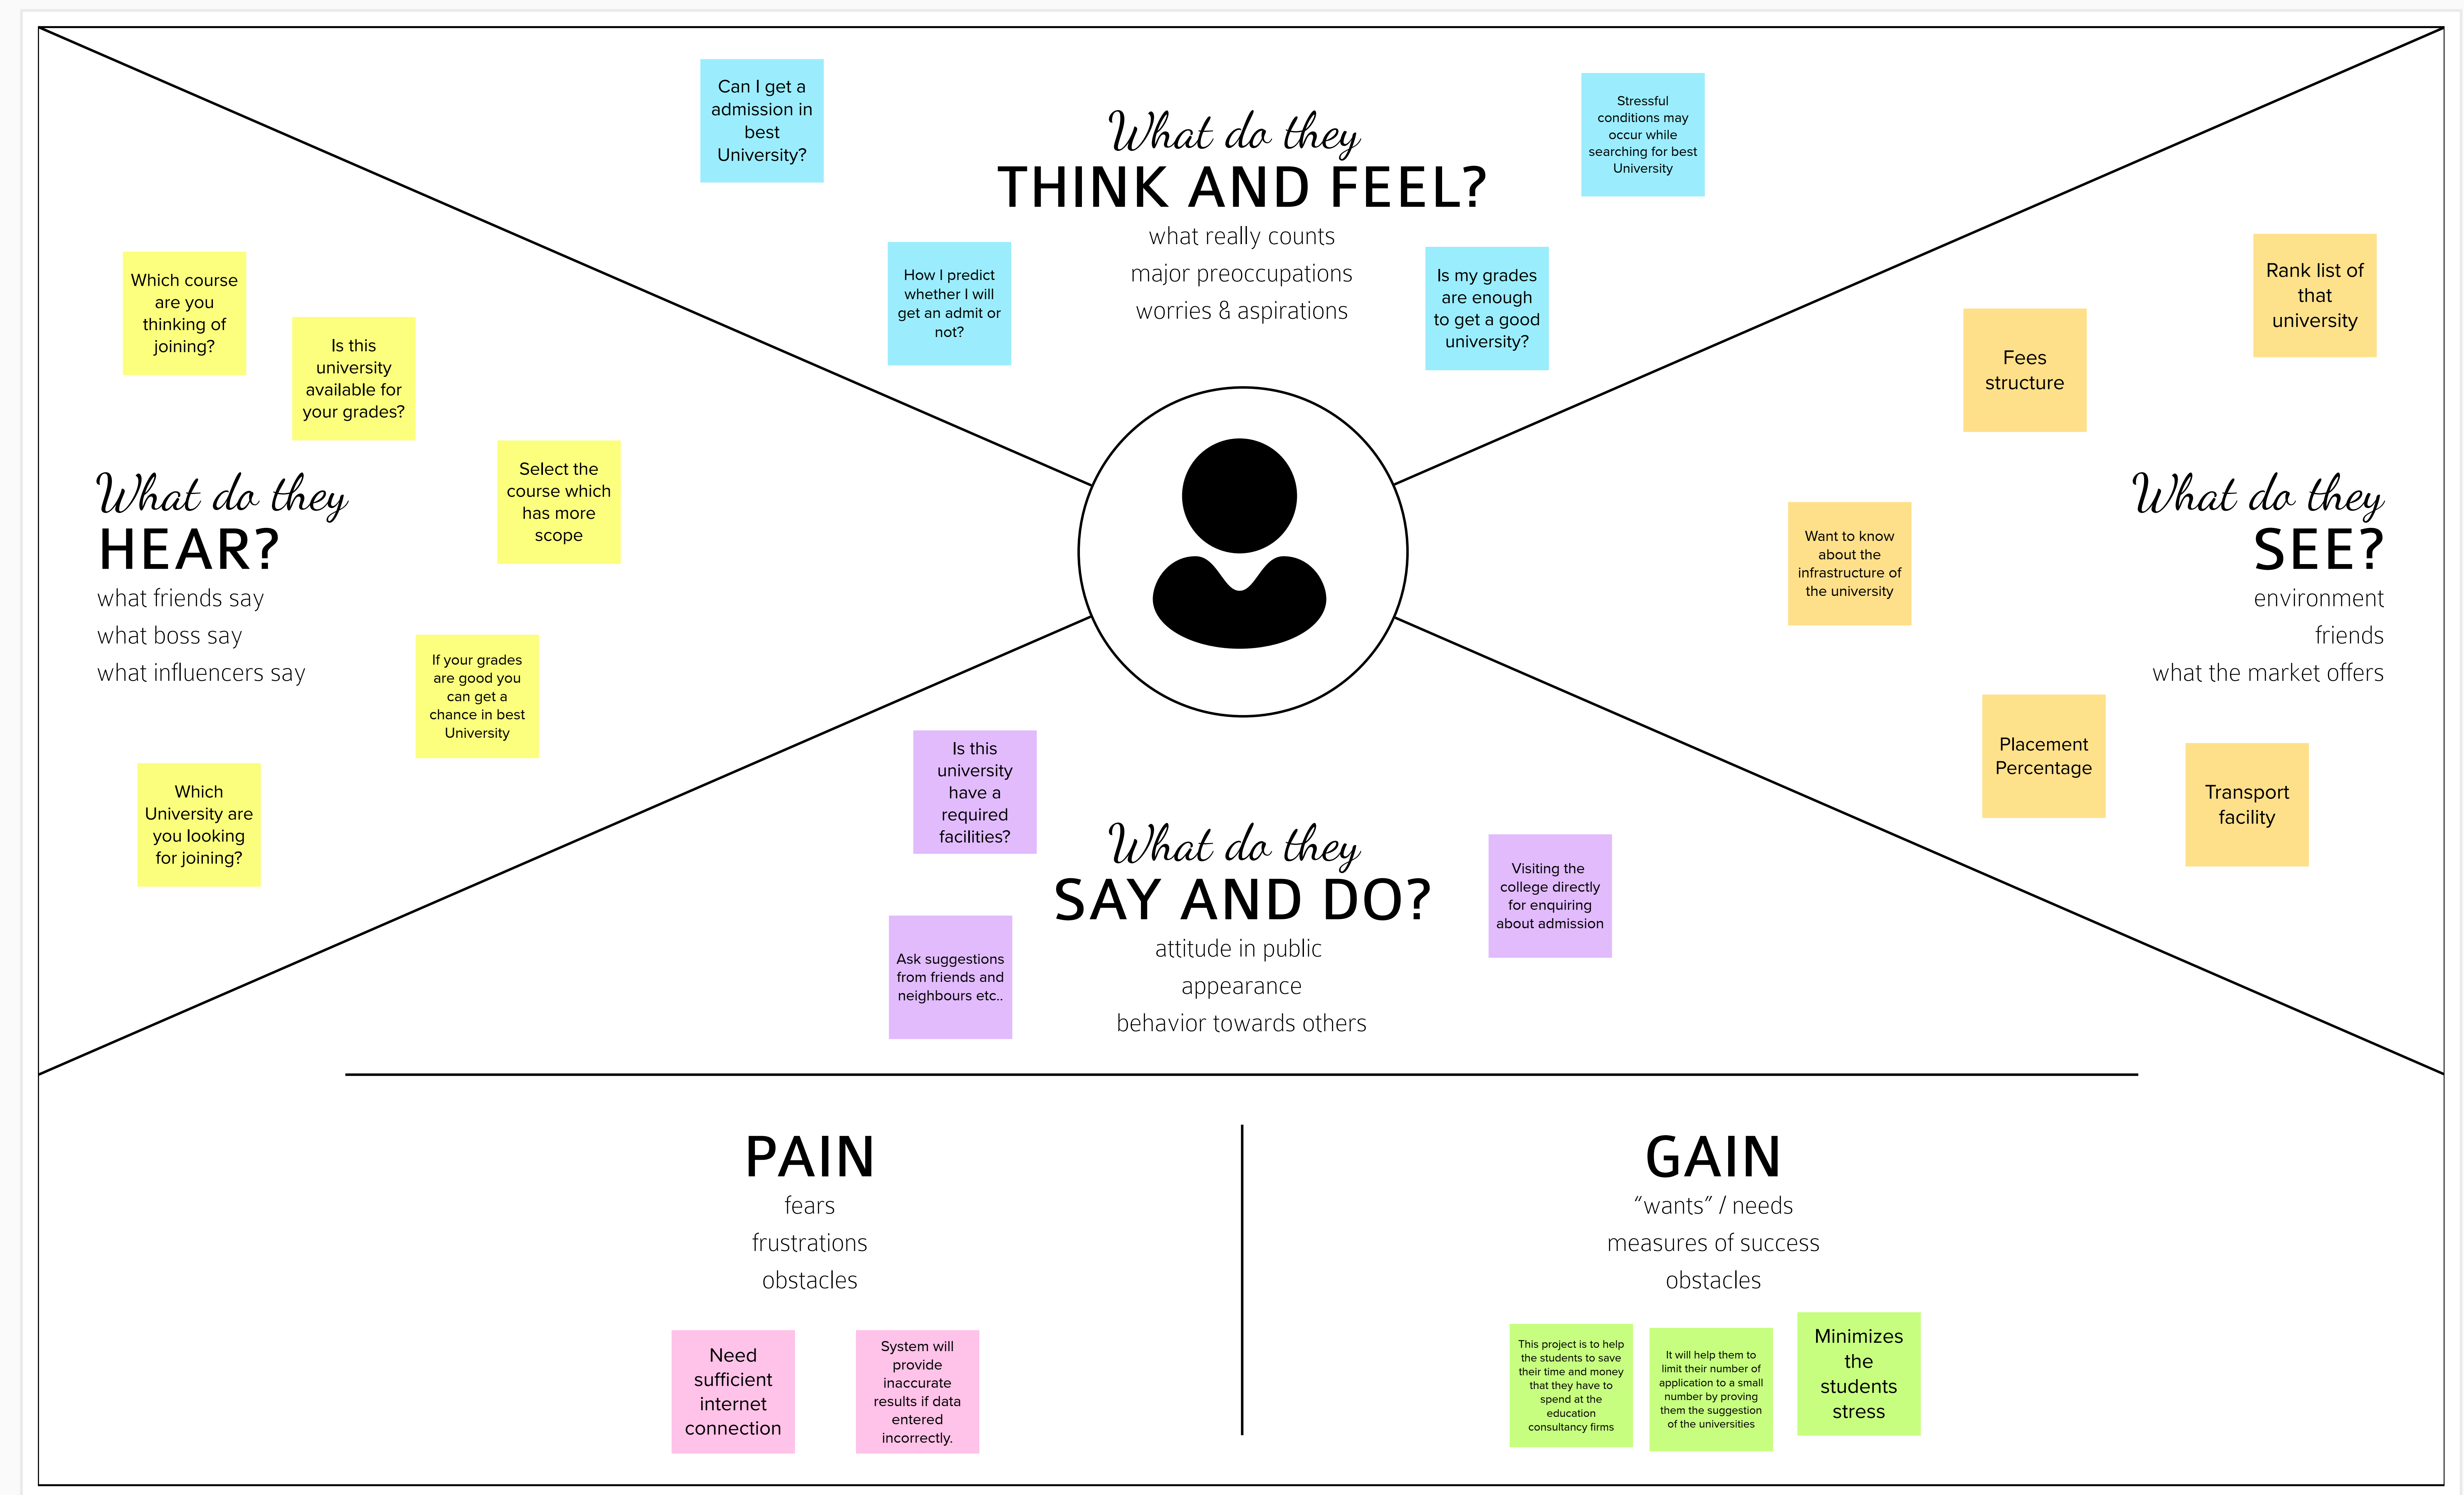 What do they
THINK AND FEEL?
what really counts
major preoccupations
worries & aspirations
Can I get a
admission in
best
University?
How I predict
whether I will
get an admit or
not?
Stressful
conditions may
occur while
searching for best
University
Is my grades
are enough
to get a good
university?
What do they
HEAR?
what friends say
what boss say
what influencers say
Which course
are you
thinking of
joining?
Is this
university
available for
your grades?
Select the
course which
has more
scope
If your grades
are good you
can get a
chance in best
University
Which
University are
you looking
for joining?
What do they
SEE?
environment
friends
what the market offers
Rank list of
that
university
Fees
structure
Want to know
about the
infrastructure of
the university
Placement
Percentage
Transport
facility
What do they
SAY AND DO?
attitude in public
appearance
behavior towards others
Is this
university
have a
required
facilities?
Ask suggestions
from friends and
neighbours etc..
Visiting the
college directly
for enquiring
about admission
PAIN
fears
frustrations
obstacles
Need
sufficient
internet
connection
System will
provide
inaccurate
results if data
entered
incorrectly.
GAIN
“wants” / needs
measures of success
obstacles
This project is to help
the students to save
their time and money
that they have to
spend at the
education
consultancy firms
It will help them to
limit their number of
application to a small
number by proving
them the suggestion
of the universities
Minimizes
the
students
stress